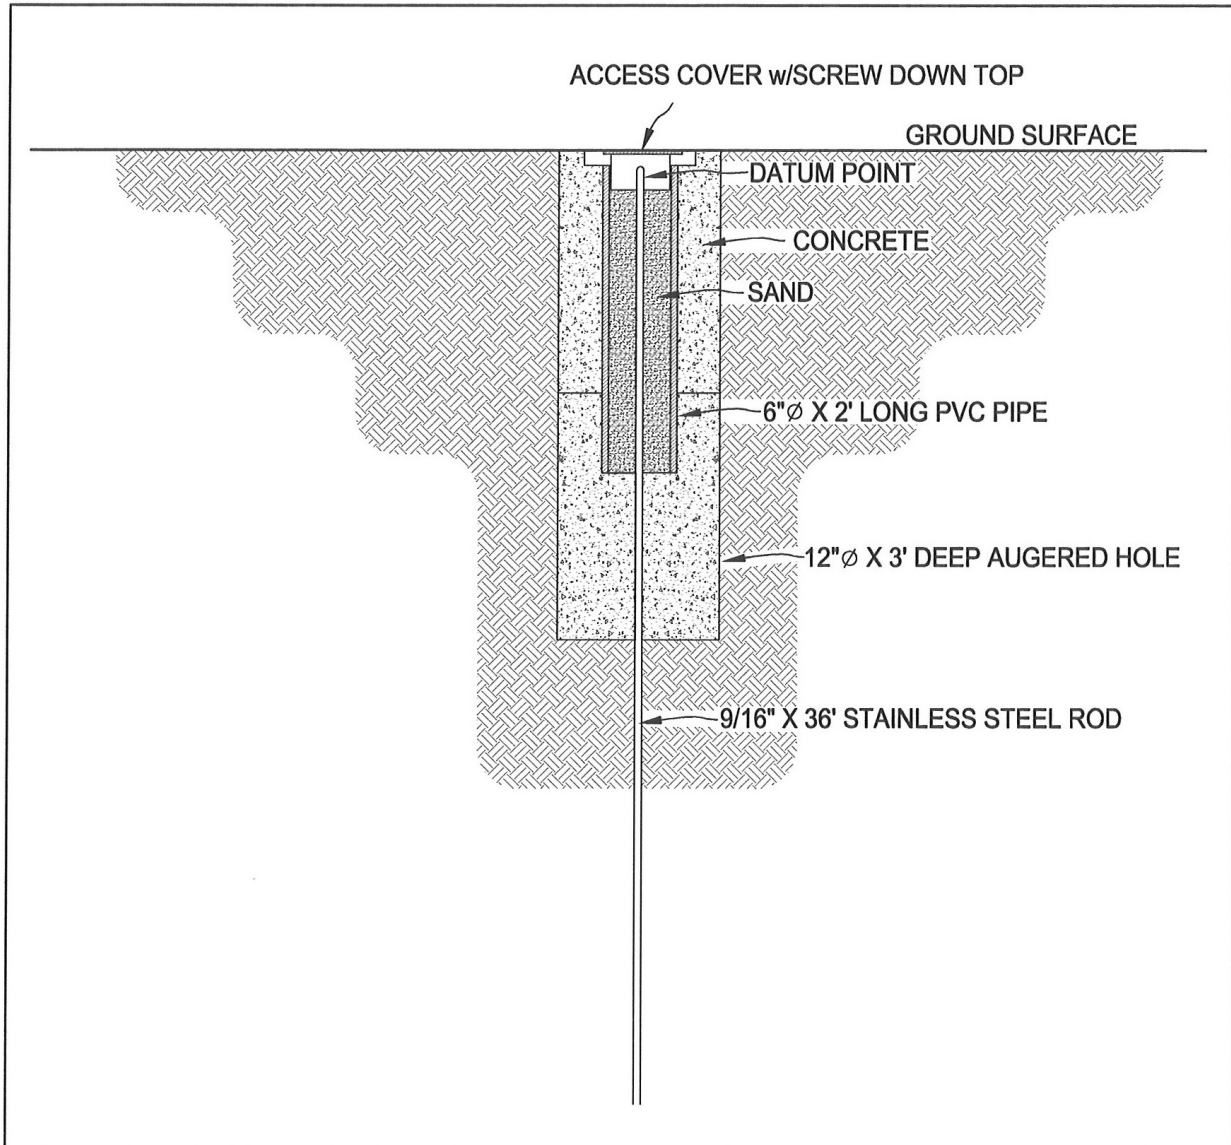 ACCESS COVER w/SCREW DOWN TOP
GROUND SURFACE
DATUM POINT
CONCRETE
SAND
6"Ø X 2' LONG PVC PIPE
12"Ø X 3' DEEP AUGERED HOLE
9/16" X 36' STAINLESS STEEL ROD